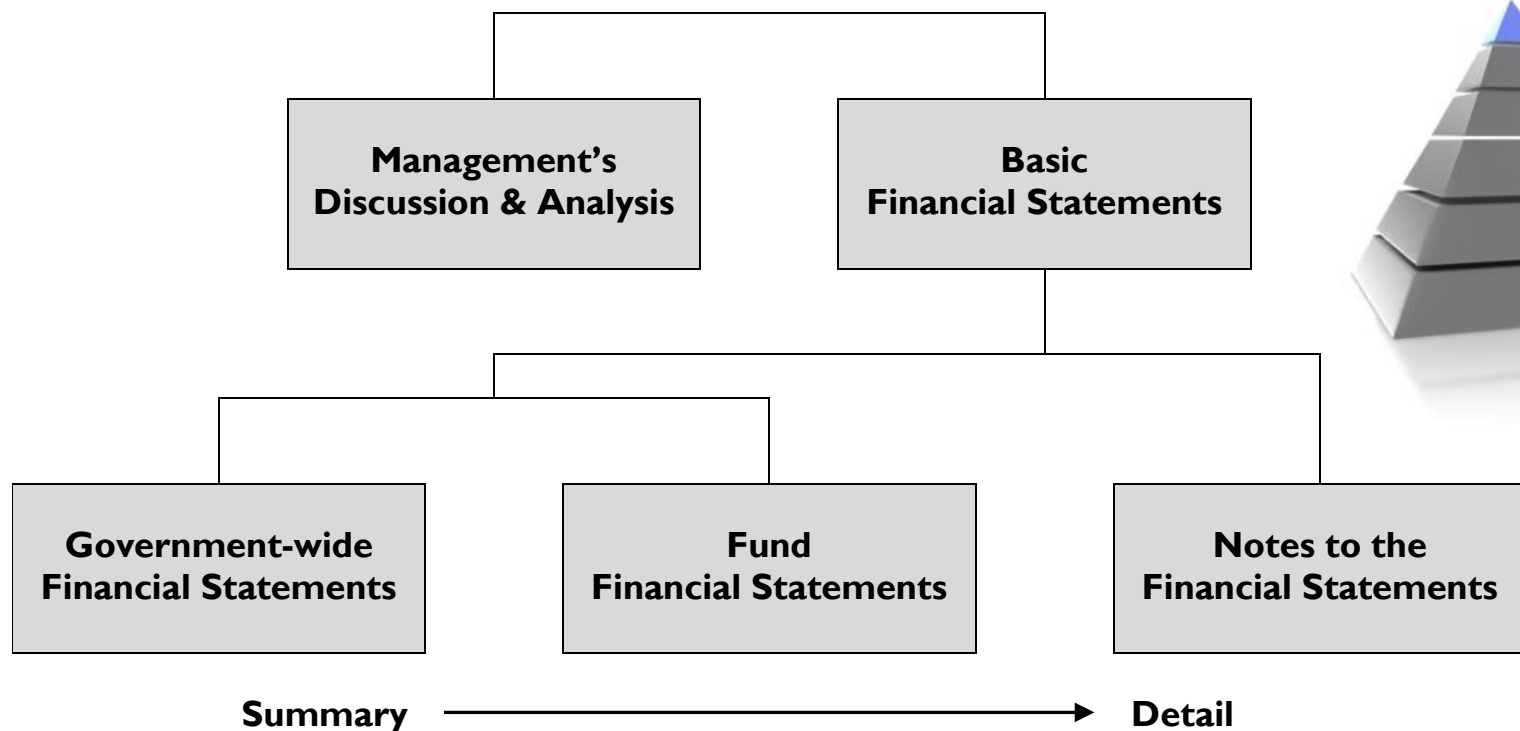 Management’s
Discussion & Analysis
Basic
Financial Statements
Government-wide
Financial Statements
Fund
Financial Statements
Notes to the
Financial Statements
Summary
Detail